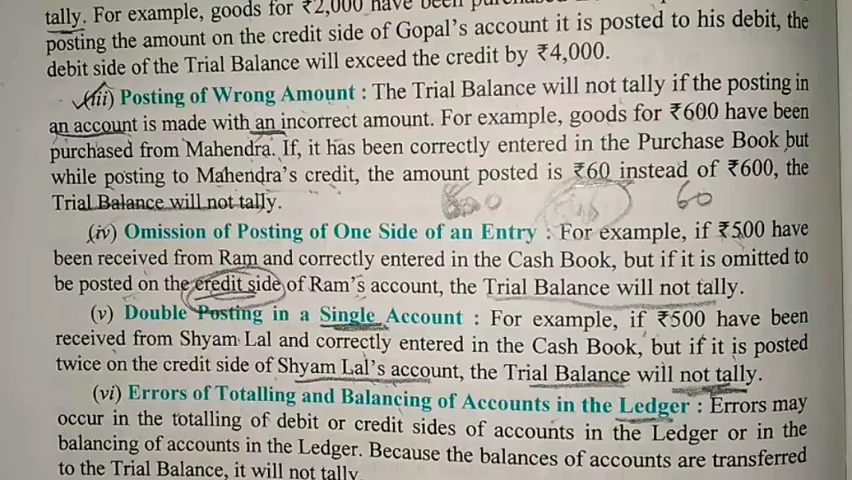 tally. For example, goods for ₹2,000 have been
posting the amount on the credit side of Gopal's account it is posted to his debit, the
debit side of the Trial Balance will exceed the credit by ₹4,000.
(iii) Posting of Wrong Amount : The Trial Balance will not tally if the posting in
an account is made with an incorrect amount. For example, goods for ₹600 have been
purchased from Mahendra. If, it has been correctly entered in the Purchase Book but
while posting to Mahendra's credit, the amount posted is ₹60 instead of ₹600, the
Trial Balance will not tally.
60
(iv) Omission of Posting of One Side of an Entry : For example, if ₹500 have
been received from Ram and correctly entered in the Cash Book, but if it is omitted to
be posted on the credit side of Ram's account, the Trial Balance will not tally.
(v) Double Posting in a Single Account : For example, if ₹500 have been
received from Shyam Lal and correctly entered in the Cash Book, but if it is posted
twice on the credit side of Shyam Lal's account, the Trial Balance will not tally.
(vi) Errors of Totalling and Balancing of Accounts in the Ledger : Errors may
occur in the totalling of debit or credit sides of accounts in the Ledger or in the
balancing of accounts in the Ledger. Because the balances of accounts are transferred
to the Trial Balance, it will not tally.